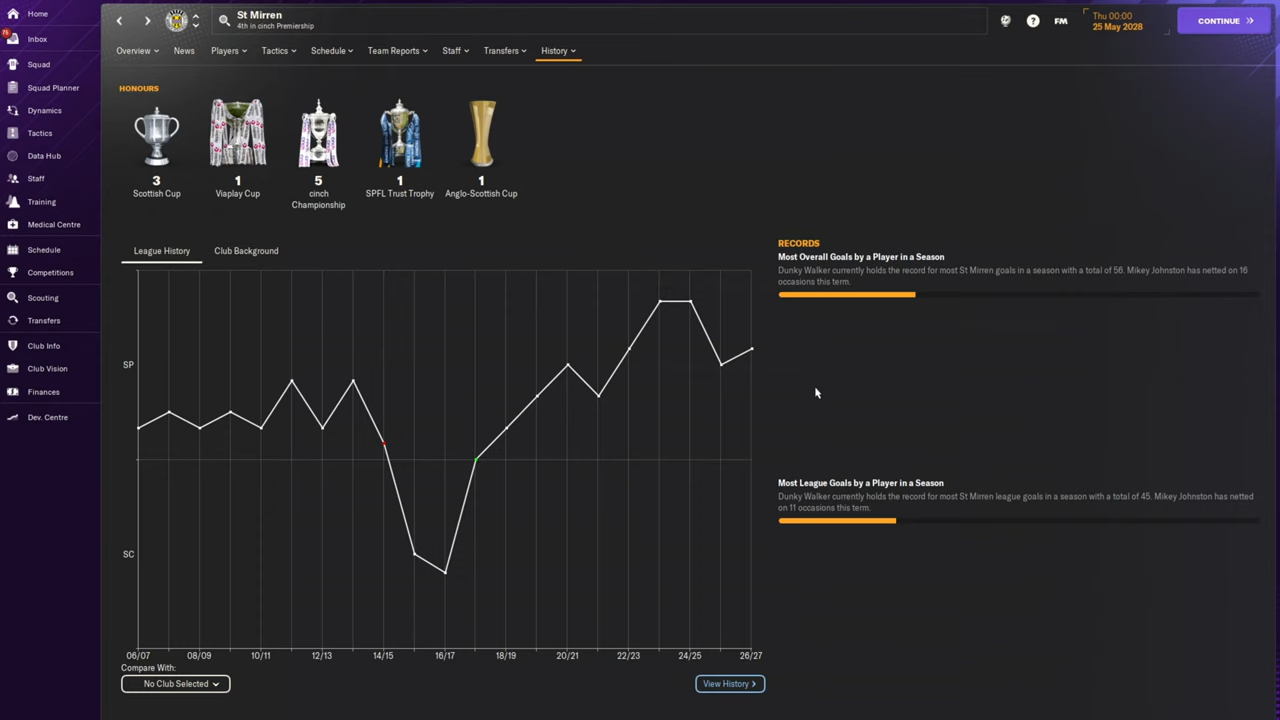 Home
St Mirren
4th in cinch Premiership
Thu 00:00
25 May 2028
FM
CONTINUE
Inbox
Overview
News
Players
Tactics
Schedule
Team Reports
Staff
Transfers
History
Squad
Squad Planner
Dynamics
Tactics
Data Hub
Staff
Training
Medical Centre
Schedule
Competitions
Scouting
Transfers
Club Info
Club Vision
Finances
Dev. Centre
HONOURS
3
Scottish Cup
1
Viaplay Cup
5
cinch
Championship
1
SPFL Trust Trophy
1
Anglo-Scottish Cup
League History
Club Background
SP
SC
06/07
08/09
10/11
12/13
14/15
16/17
18/19
20/21
22/23
24/25
26/27
Compare With:
No Club Selected
View History
RECORDS
Most Overall Goals by a Player in a Season
Dunky Walker currently holds the record for most St Mirren goals in a season with a total of 56. Mikey Johnston has netted on 16
occasions this term.
Most League Goals by a Player in a Season
Dunky Walker currently holds the record for most St Mirren league goals in a season with a total of 45. Mikey Johnston has netted
on 11 occasions this term.